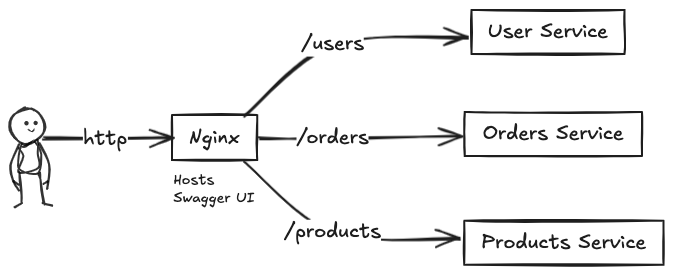 /users
User Service
http
Nginx
/orders
Orders Service
Hosts
Swagger UI
/products
Products Service